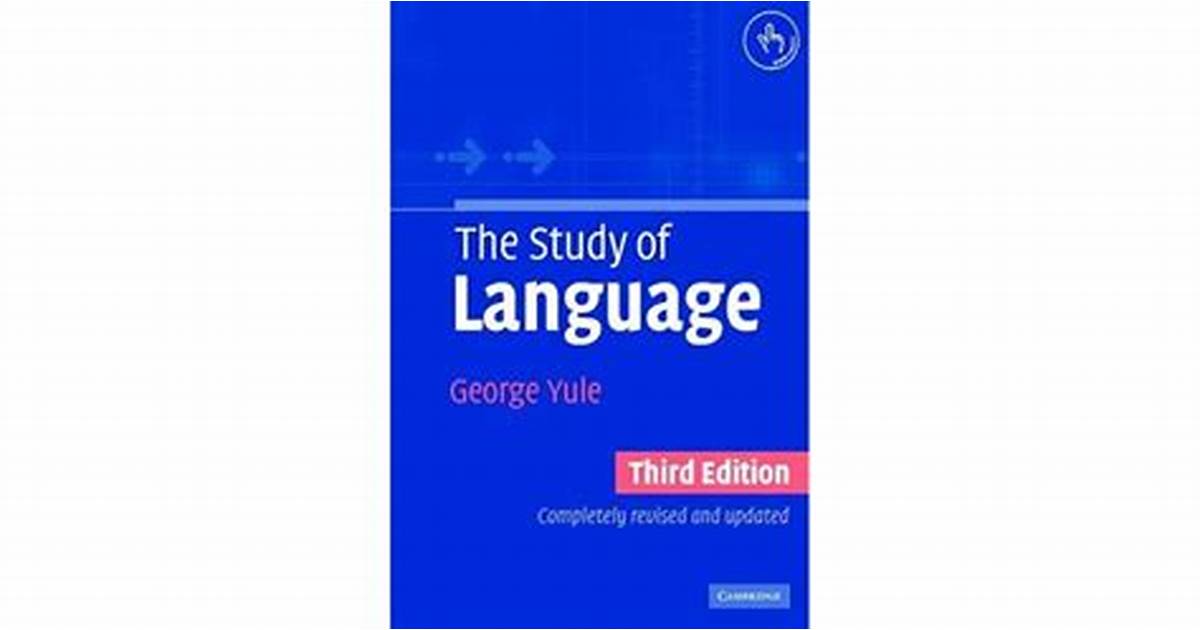 The Study of
Language
George Yule
Third Edition
Completely revised and updated
CAMBRIDGE